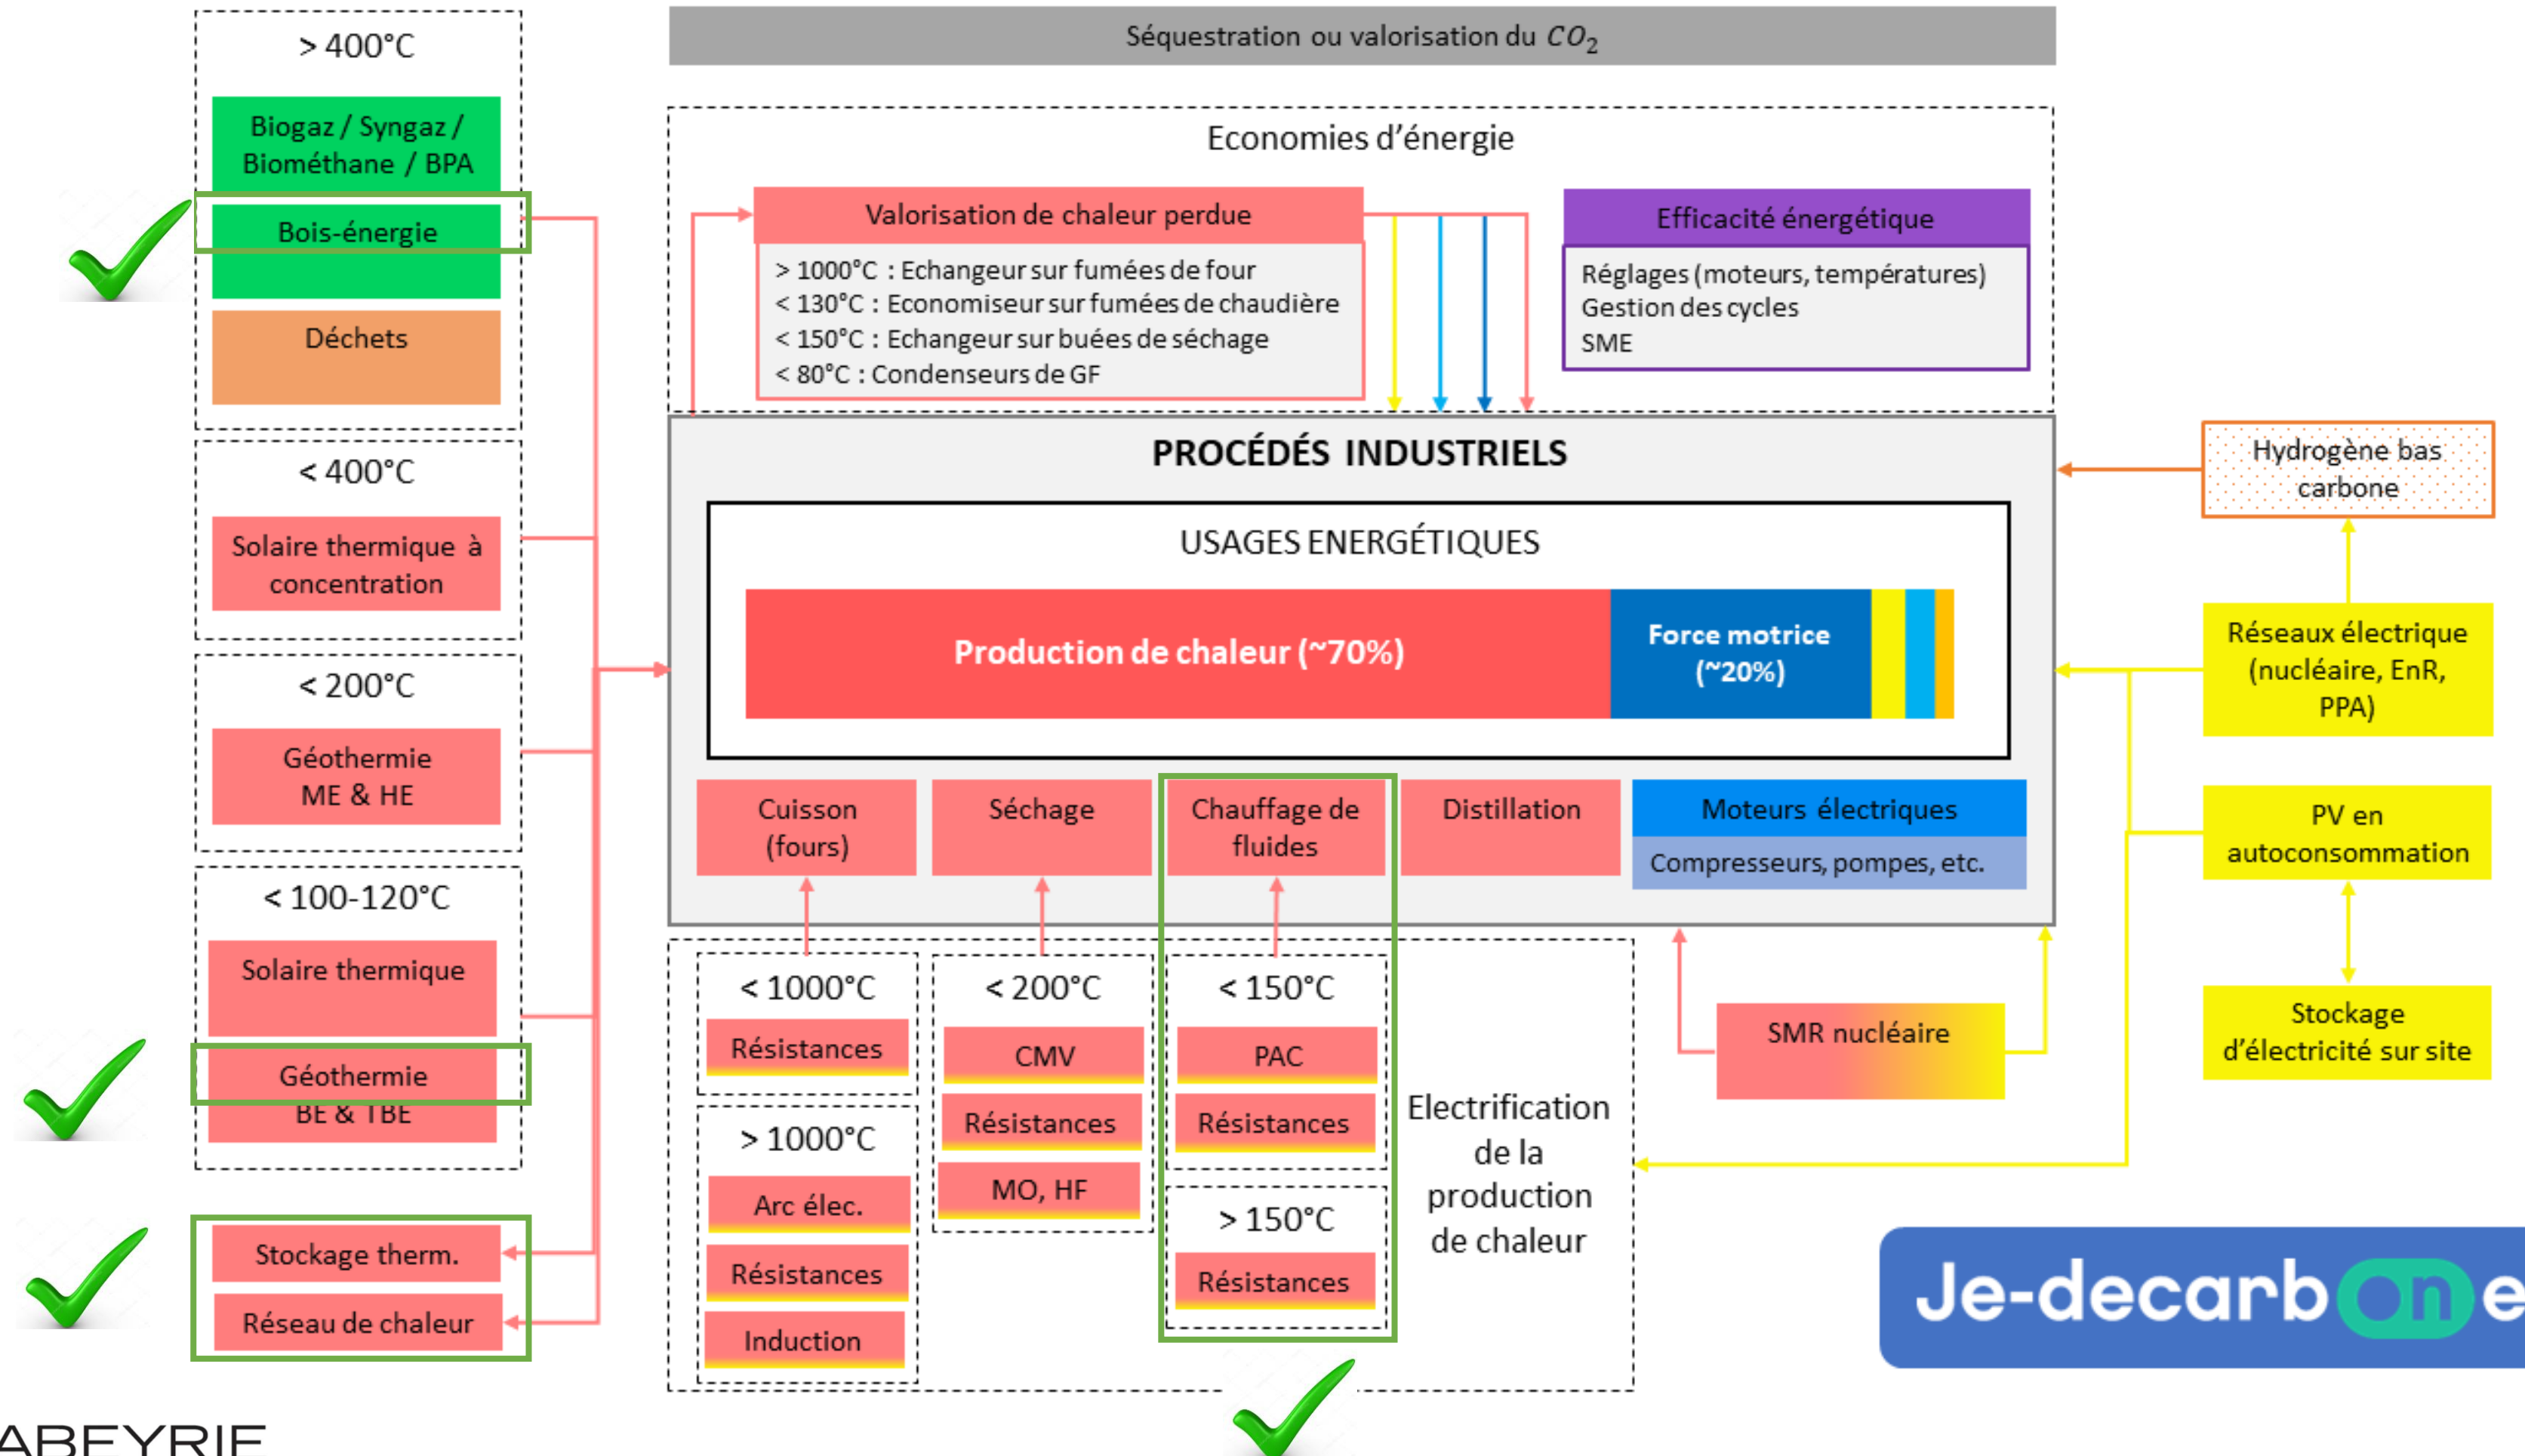 > 400°C
Biogaz / Syngaz /
Biométhane / BPA
Bois-énergie
Déchets
< 400°C
Solaire thermique à
concentration
< 200°C
Géothermie
ME & HE
< 100-120°C
Solaire thermique
Géothermie
BE & TBE
Stockage therm.
Réseau de chaleur
Séquestration ou valorisation du CO₂
Economies d'énergie
Valorisation de chaleur perdue
> 1000°C : Echangeur sur fumées de four
< 130°C : Economiseur sur fumées de chaudière
< 150°C : Echangeur sur buées de séchage
< 80°C : Condenseurs de GF
Efficacité énergétique
Réglages (moteurs, températures)
Gestion des cycles
SME
PROCÉDÉS INDUSTRIELS
USAGES ENERGÉTIQUES
Production de chaleur (~70%)
Force motrice
(~20%)
Cuisson
(fours)
Séchage
Chauffage de
fluides
Distillation
Moteurs électriques
Compresseurs, pompes, etc.
< 1000°C
Résistances
> 1000°C
Arc élec.
Résistances
Induction
< 200°C
CMV
Résistances
MO, HF
< 150°C
PAC
Résistances
> 150°C
Résistances
Electrification
de la
production
de chaleur
SMR nucléaire
Hydrogène bas
carbone
Réseaux électrique
(nucléaire, EnR,
PPA)
PV en
autoconsommation
Stockage
d'électricité sur site
Je-decarbone
ABEYRIE